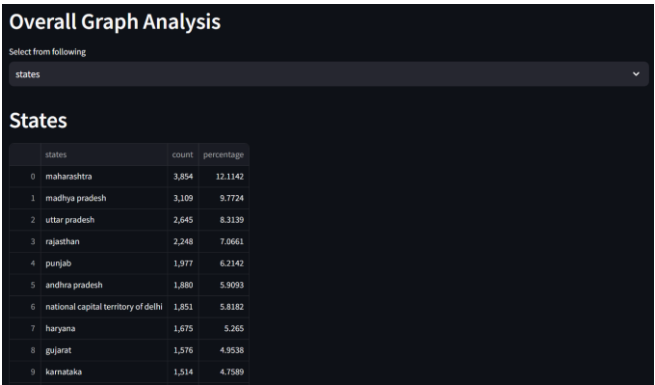 Overall Graph Analysis
Select from following
states
States
states count percentage
0 maharashtra 3,854 12.1142
1 madhya pradesh 3,109 9.7724
2 uttar pradesh 2,645 8.3139
3 rajasthan 2,248 7.0661
4 punjab 1,977 6.2142
5 andhra pradesh 1,880 5.9093
6 national capital territory of delhi 1,851 5.8182
7 haryana 1,675 5.265
8 gujarat 1,576 4.9538
9 karnataka 1,514 4.7589